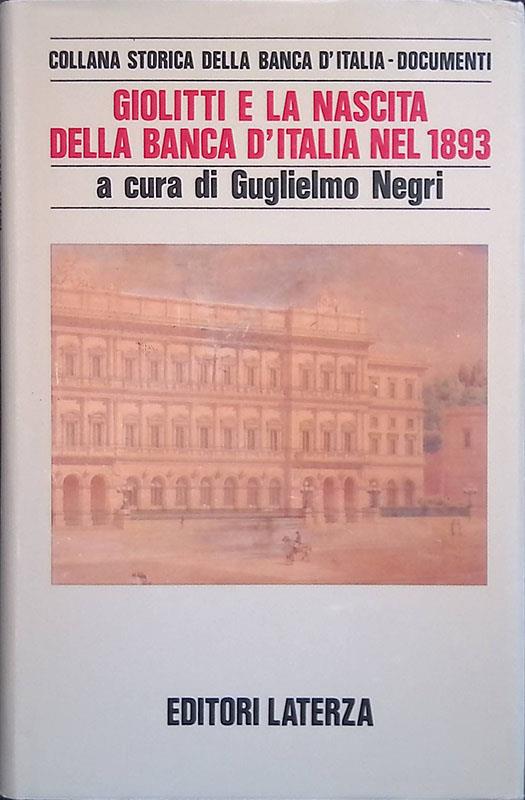 COLLANA STORICA DELLA BANCA D'ITALIA - DOCUMENTI
GIOLITTI E LA NASCITA
DELLA BANCA D'ITALIA NEL 1893
a cura di Guglielmo Negri
EDITORI LATERZA